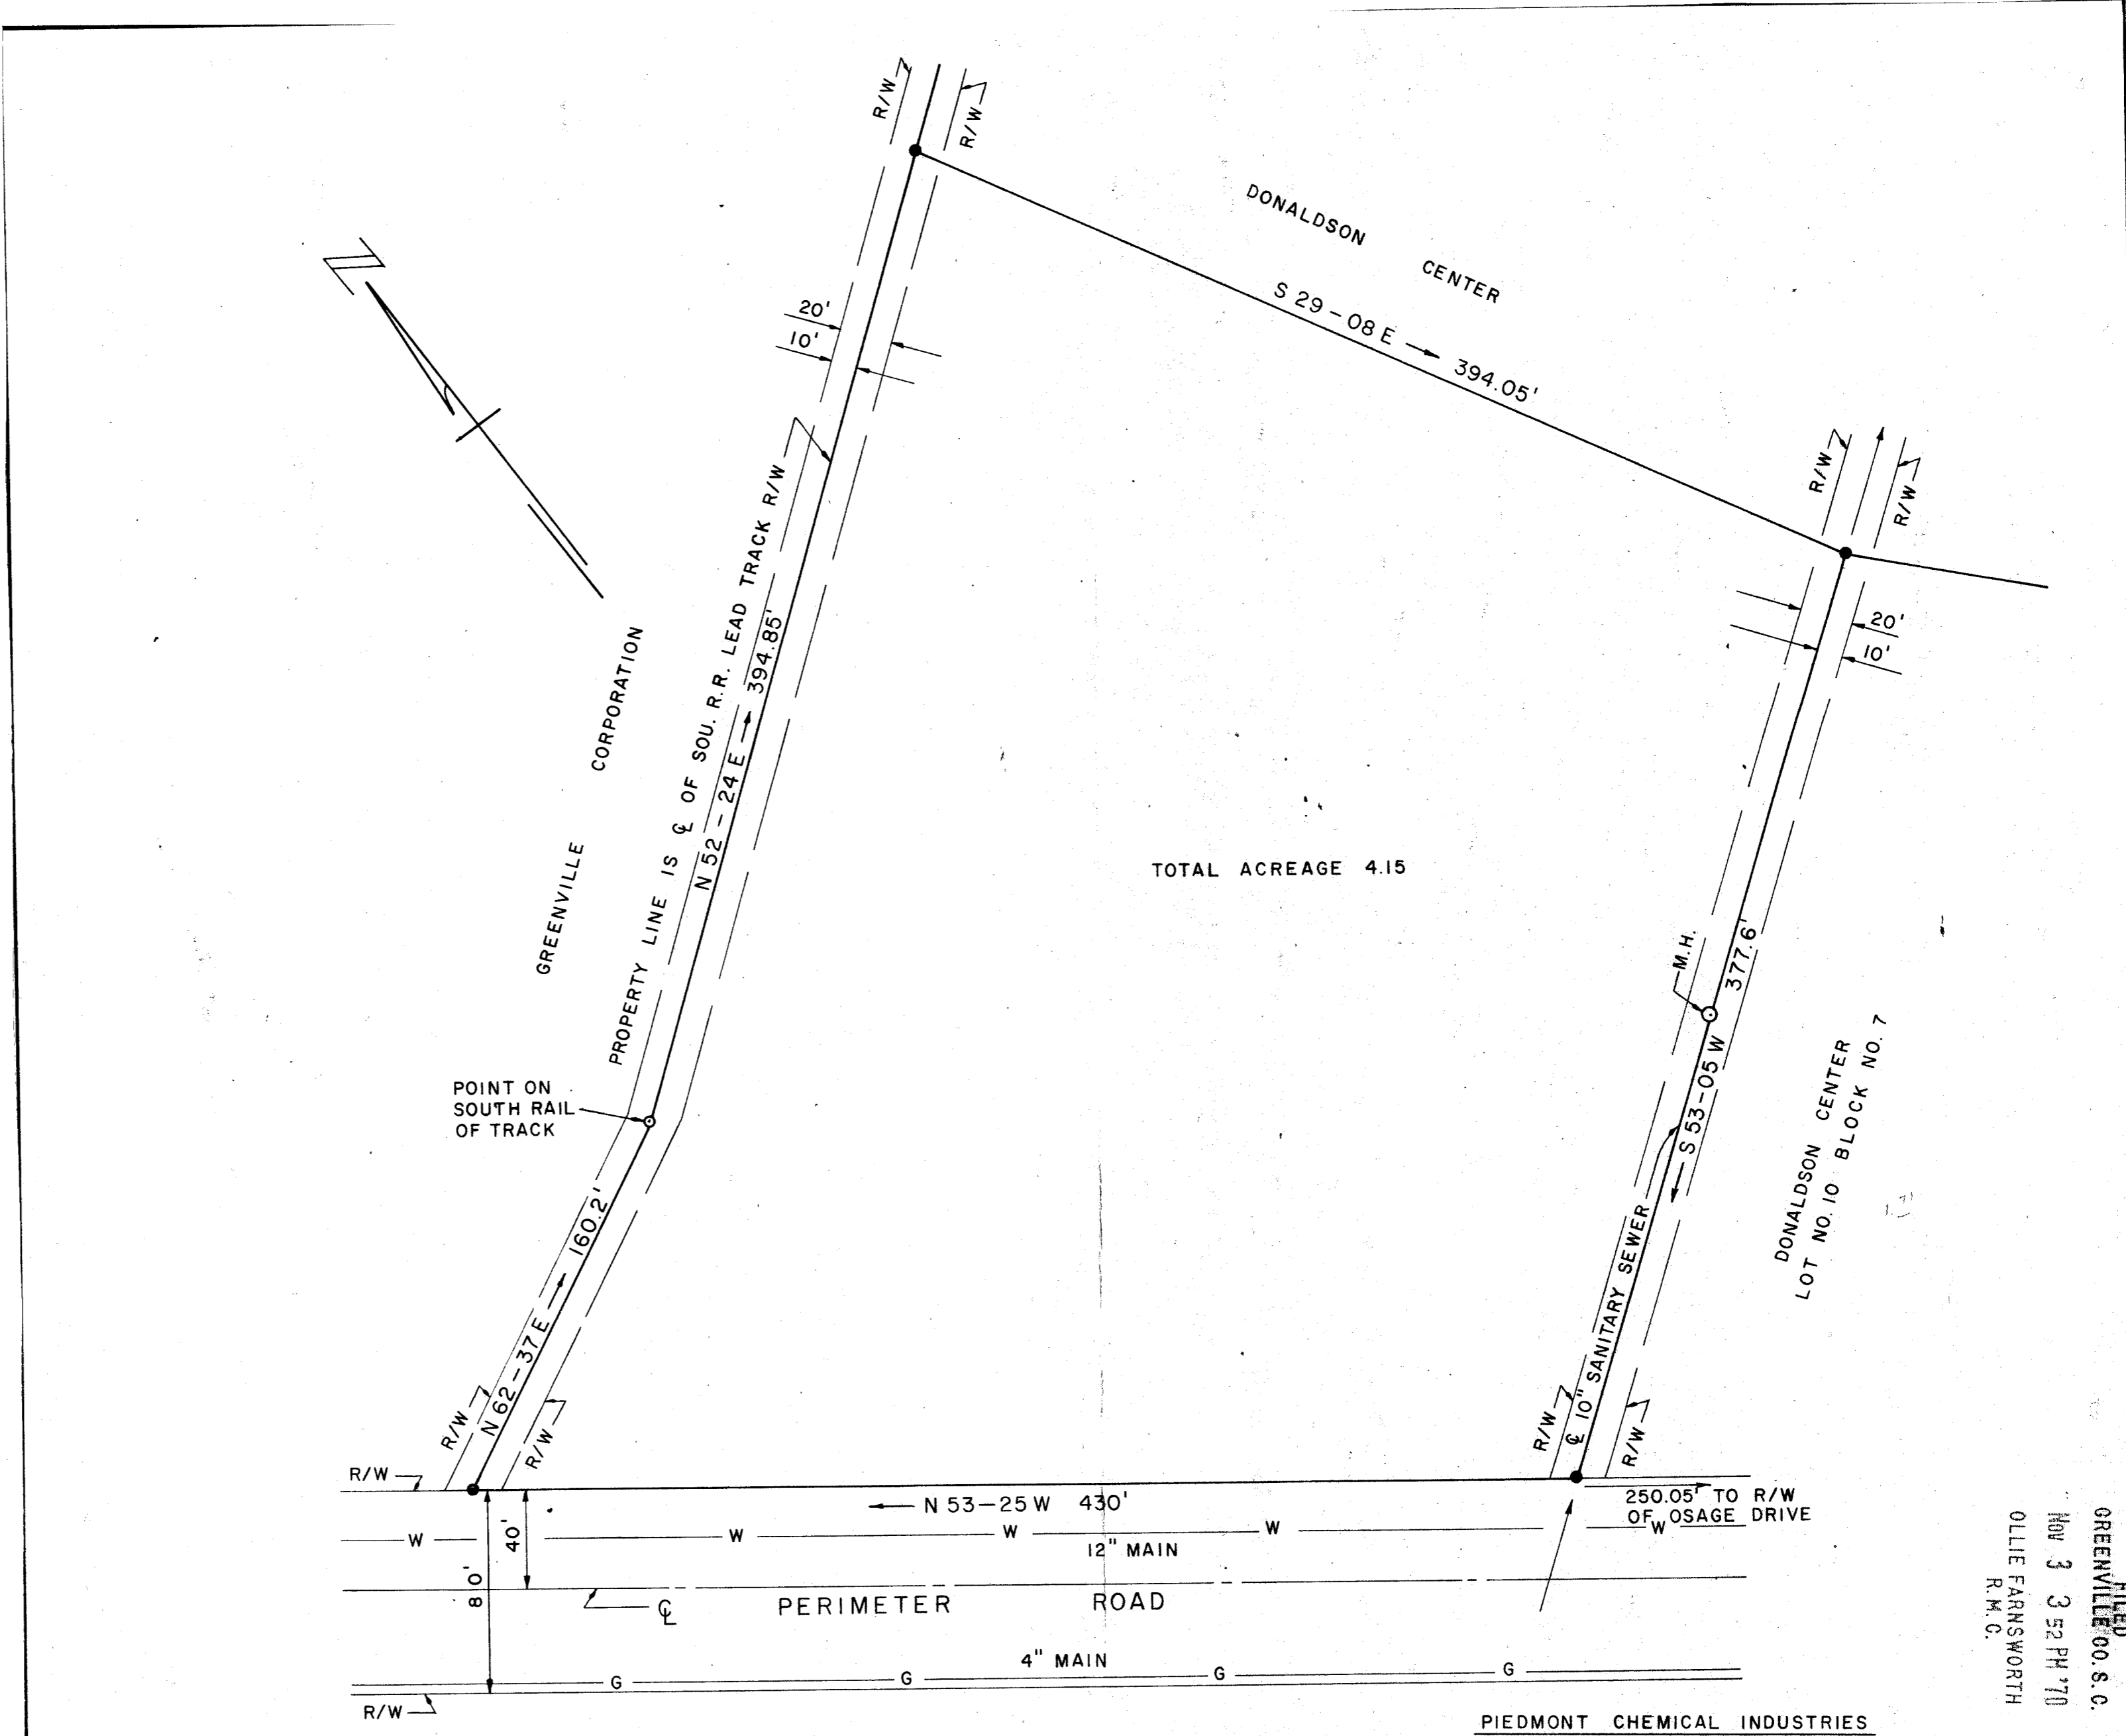 R/W
R/W
DONALDSON CENTER
S 29-08 E 394.05'
N
20'
10'
R/W
R/W
20'
10'
GREENVILLE CORPORATION
PROPERTY LINE IS ℄ OF SOU. R.R. LEAD TRACK R/W
N 52-24 E 394.85'
TOTAL ACREAGE 4.15
M.H.
377.6'
S 53-05 W
DONALDSON CENTER
LOT NO. 10 BLOCK NO. 7
POINT ON
SOUTH RAIL
OF TRACK
N 62-37 E 160.2'
℄ 10" SANITARY SEWER
R/W
R/W
R/W
R/W
R/W
N 53-25 W 430'
250.05' TO R/W
OF OSAGE DRIVE
W W W W W
12" MAIN
40'
80'
℄ PERIMETER ROAD
4" MAIN
G G G G
R/W
PIEDMONT CHEMICAL INDUSTRIES
FILED
GREENVILLE CO. S. C.
NOV 3 3 52 PM '70
OLLIE FARNSWORTH
R.M.C.